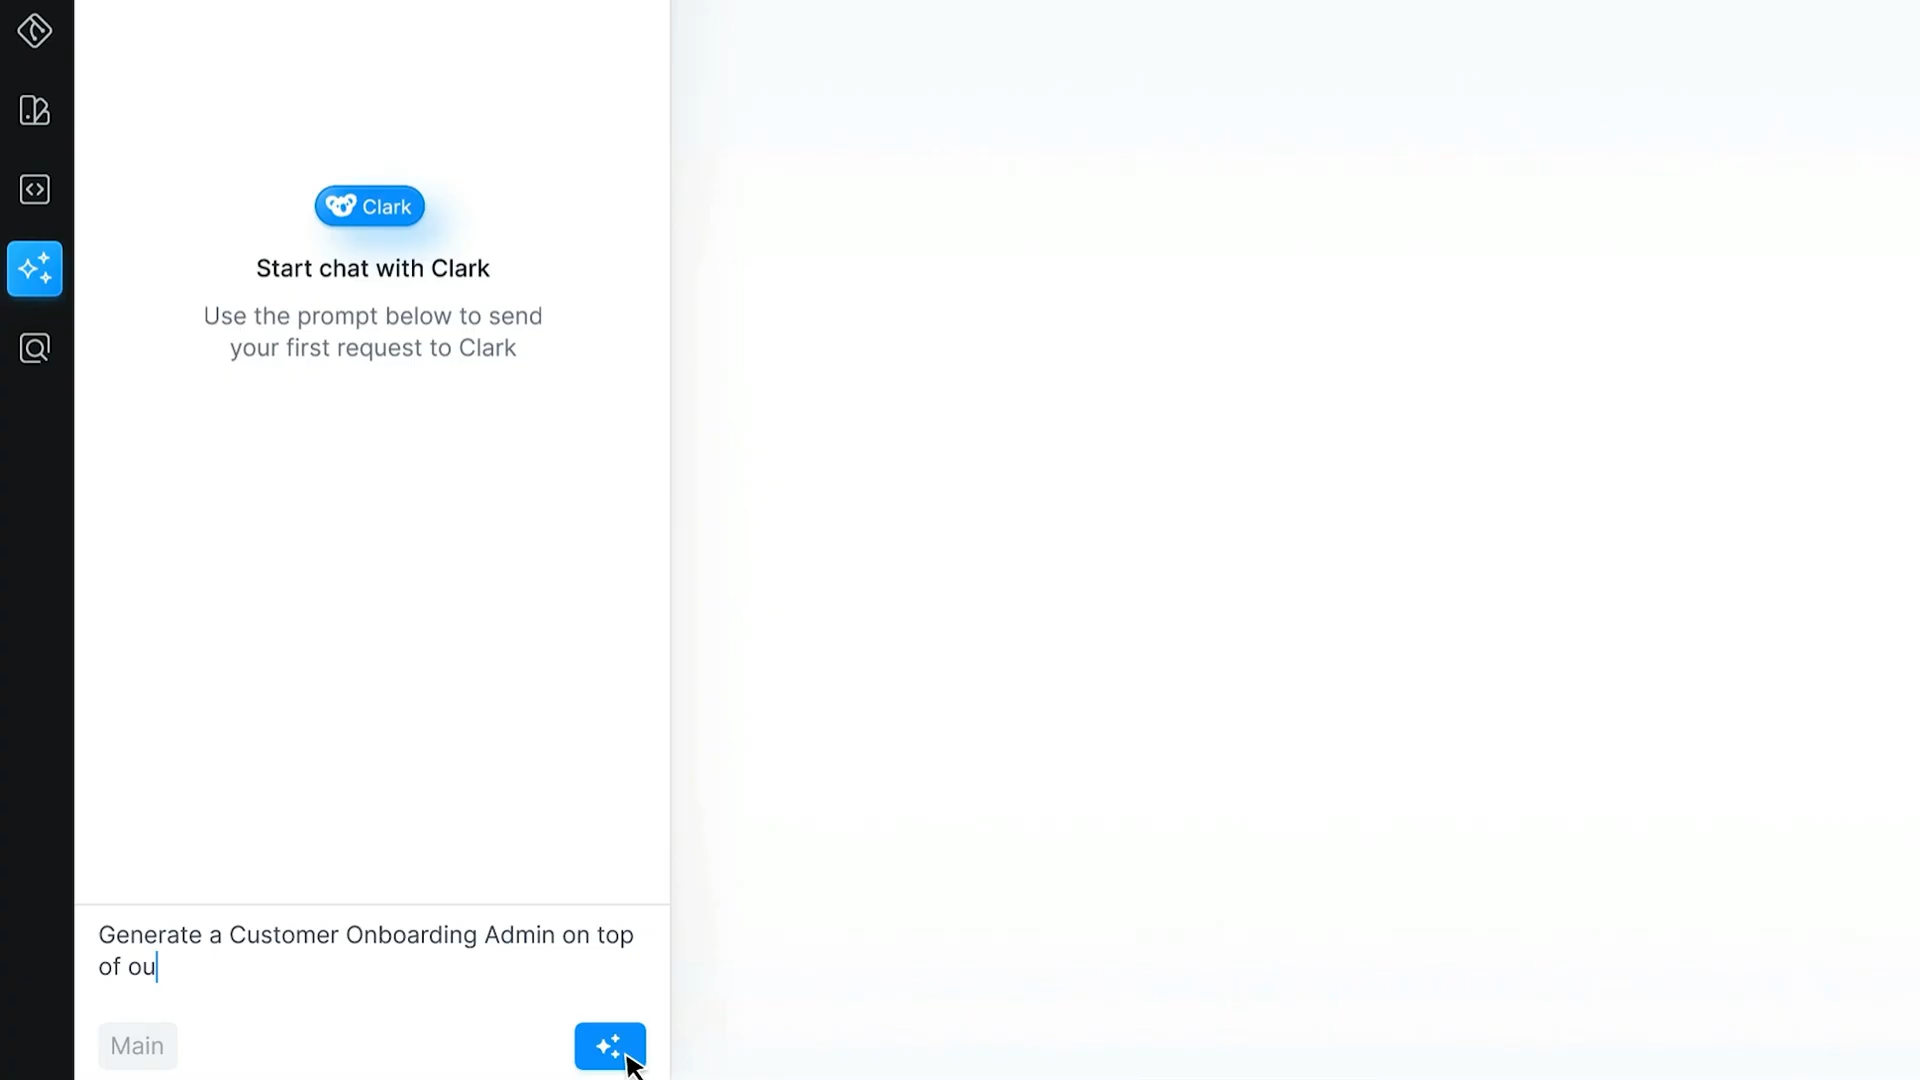 Clark
Start chat with Clark
Use the prompt below to send
your first request to Clark
Generate a Customer Onboarding Admin on top
of ou
Main